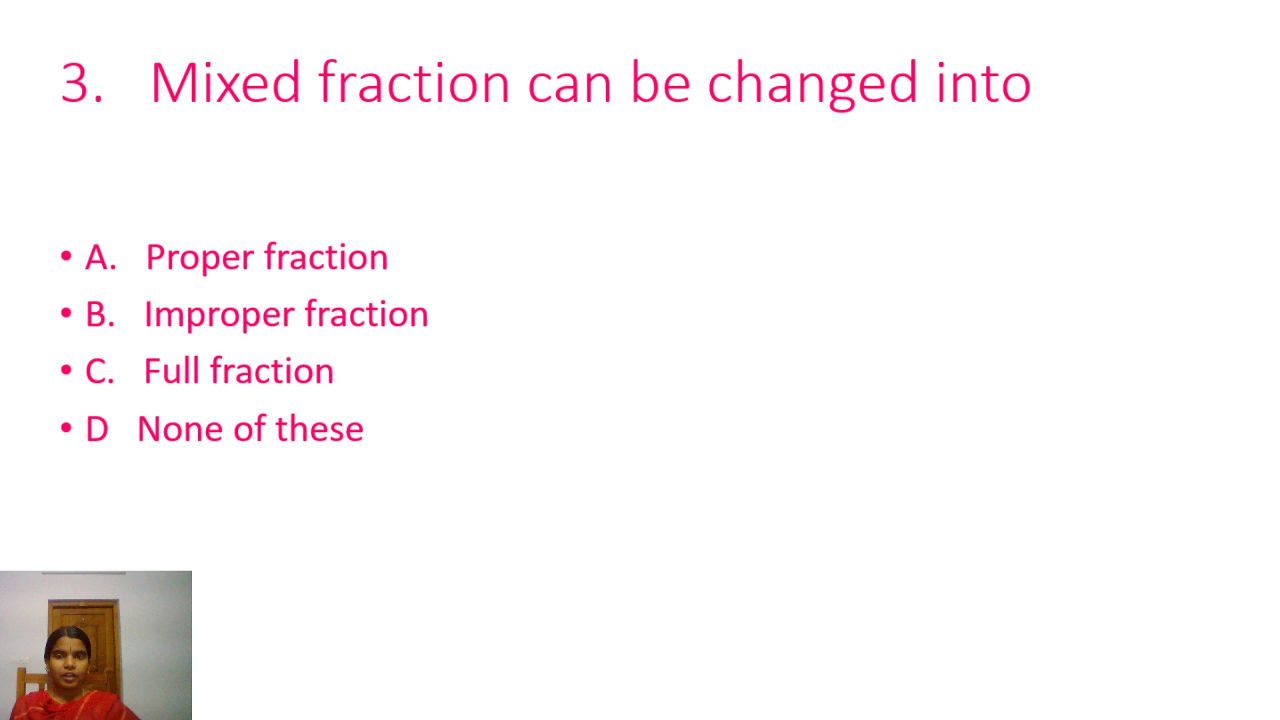 3. Mixed fraction can be changed into
• A. Proper fraction
• B. Improper fraction
• C. Full fraction
• D None of these